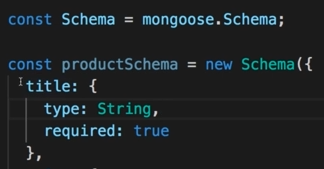 const Schema = mongoose.Schema;
const productSchema = new Schema({
title: {
type: String,
required: true
},